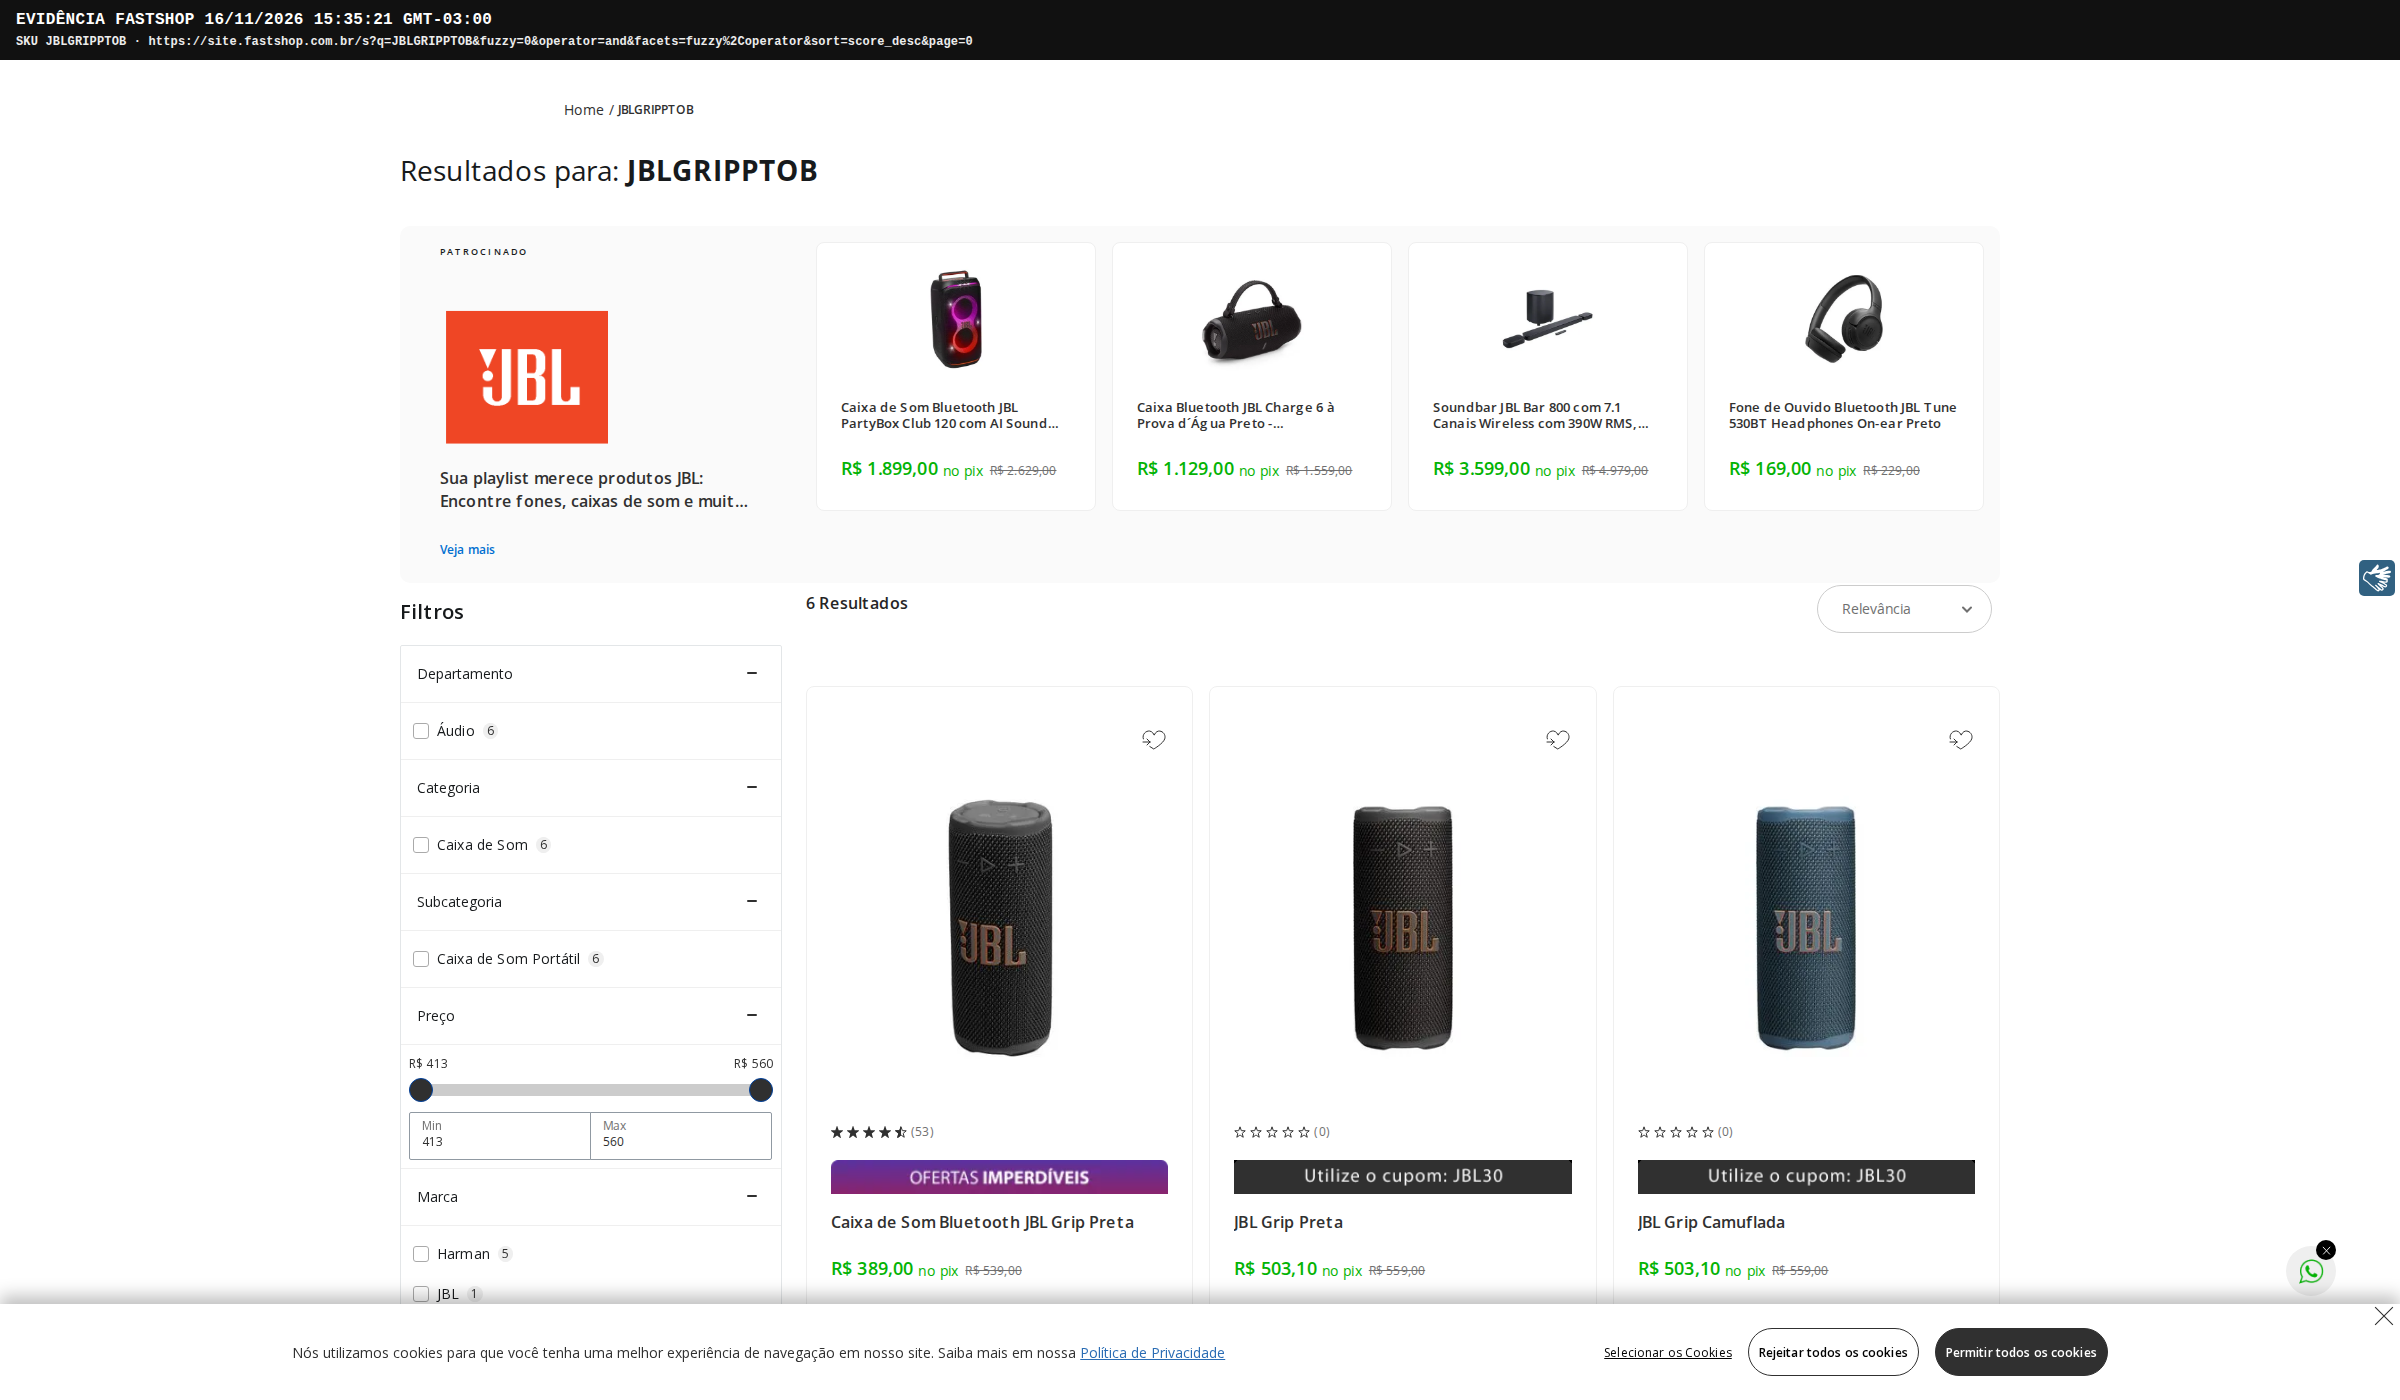 EVIDÊNCIA FASTSHOP 16/11/2026 15:35:21 GMT-03:00
SKU JBLGRIPPTOB · https://site.fastshop.com.br/s?q=JBLGRIPPTOB&fuzzy=0&operator=and&facets=fuzzy%2Coperator&sort=score_desc&page=0
Home / JBLGRIPPTOB
Resultados para: JBLGRIPPTOB
PATROCINADO
JBL
Sua playlist merece produtos JBL:
Encontre fones, caixas de som e muit...
Veja mais
Caixa de Som Bluetooth JBL
PartyBox Club 120 com AI Sound...
R$ 1.899,00 no pix R$ 2.629,00
Caixa Bluetooth JBL Charge 6 à
Prova d´Água Preto -...
R$ 1.129,00 no pix R$ 1.559,00
Soundbar JBL Bar 800 com 7.1
Canais Wireless com 390W RMS,...
R$ 3.599,00 no pix R$ 4.979,00
Fone de Ouvido Bluetooth JBL Tune
530BT Headphones On-ear Preto
R$ 169,00 no pix R$ 229,00
Filtros
6 Resultados
Relevância
Departamento
Áudio 6
Categoria
Caixa de Som 6
Subcategoria
Caixa de Som Portátil 6
Preço
R$ 413 R$ 560
Min Max
413 560
Marca
Harman 5
JBL 1
JBL
(53)
OFERTAS IMPERDÍVEIS
Caixa de Som Bluetooth JBL Grip Preta
R$ 389,00 no pix R$ 539,00
JBL
(0)
Utilize o cupom: JBL30
JBL Grip Preta
R$ 503,10 no pix R$ 559,00
JBL
(0)
Utilize o cupom: JBL30
JBL Grip Camuflada
R$ 503,10 no pix R$ 559,00
Nós utilizamos cookies para que você tenha uma melhor experiência de navegação em nosso site. Saiba mais em nossa Política de Privacidade
Selecionar os Cookies
Rejeitar todos os cookies
Permitir todos os cookies